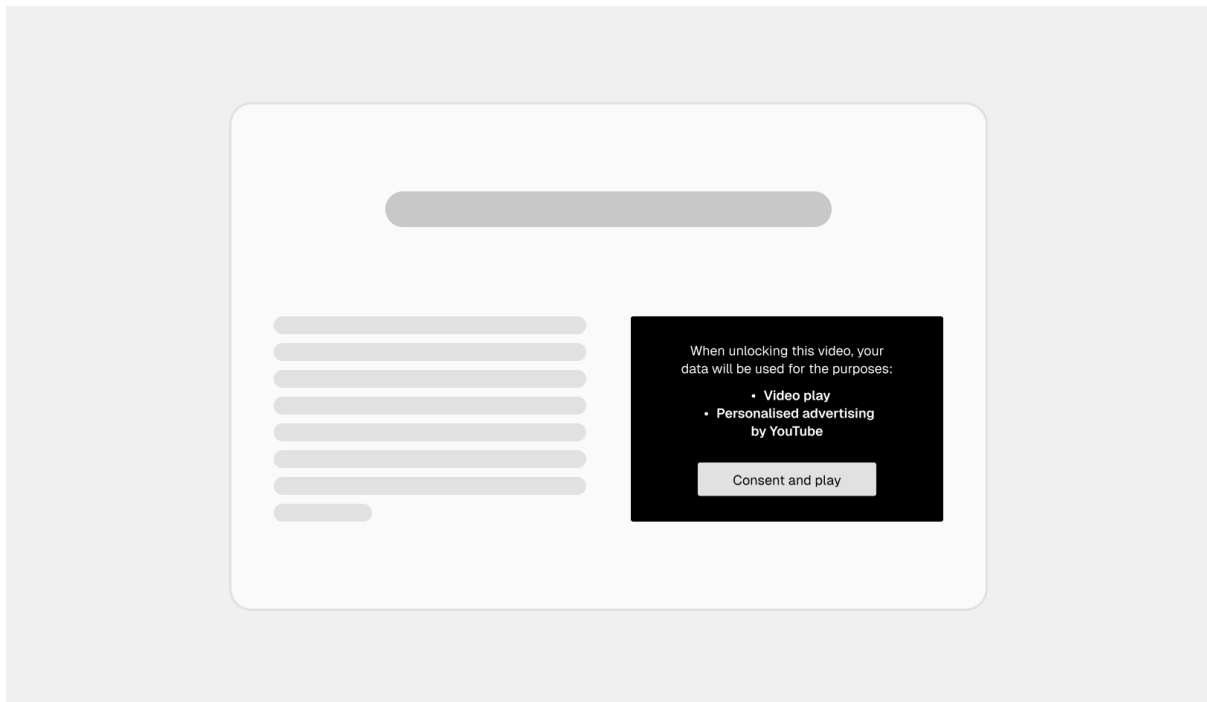 When unlocking this video, your
data will be used for the purposes:
• Video play
• Personalised advertising
by YouTube
Consent and play